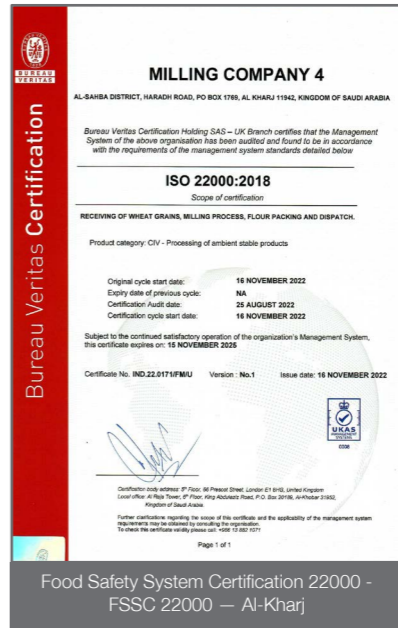 BUREAU
VERITAS
Bureau Veritas Certification
MILLING COMPANY 4
AL-SAHBA DISTRICT, HARADH ROAD, PO BOX 1769, AL KHARJ 11942, KINGDOM OF SAUDI ARABIA
Bureau Veritas Certification Holding SAS – UK Branch certifies that the Management
System of the above organisation has been audited and found to be in accordance
with the requirements of the management system standards detailed below
ISO 22000:2018
Scope of certification
RECEIVING OF WHEAT GRAINS, MILLING PROCESS, FLOUR PACKING AND DISPATCH.
Product category: CIV - Processing of ambient stable products
Original cycle start date: 16 NOVEMBER 2022
Expiry date of previous cycle: NA
Certification Audit date: 25 AUGUST 2022
Certification cycle start date: 16 NOVEMBER 2022
Subject to the continued satisfactory operation of the organization's Management System,
this certificate expires on: 15 NOVEMBER 2025
Certificate No. IND.22.0171/FM/U Version : No.1 Issue date: 16 NOVEMBER 2022
UKAS
MANAGEMENT
SYSTEMS
0008
Certification body address: 5th Floor, 66 Prescot Street, London E1 8HG, United Kingdom
Local office: Al Raja Tower, 6th Floor, King Abdulaziz Road, P.O. Box 20186, Al-Khobar 31952,
Kingdom of Saudi Arabia.
Further clarifications regarding the scope of this certificate and the applicability of the management system
requirements may be obtained by consulting the organisation.
To check this certificate validity please call: +966 13 882 1071
Page 1 of 1
Food Safety System Certification 22000 -
FSSC 22000 — Al-Kharj